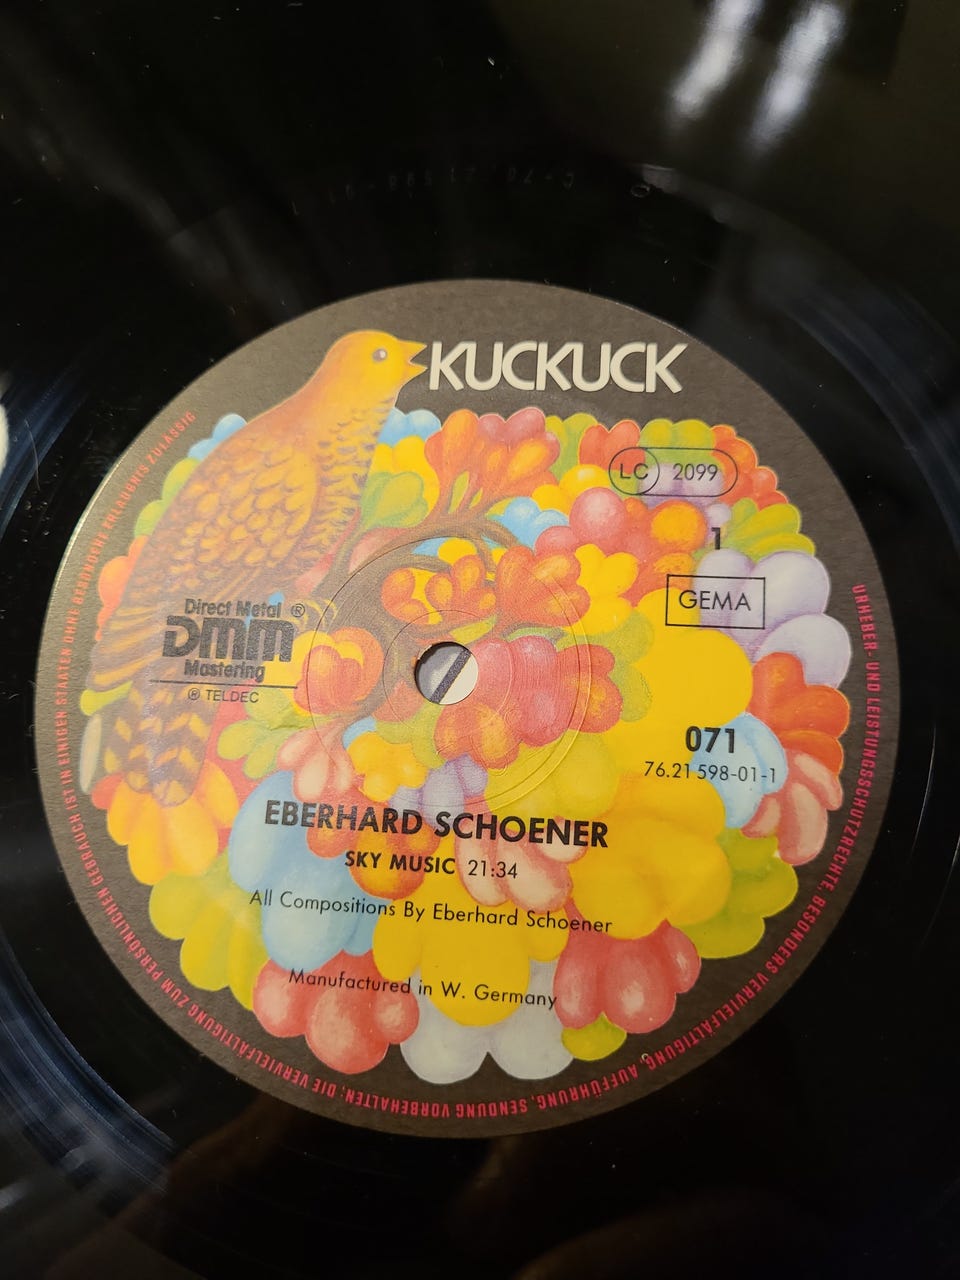 KUCKUCK
LC 2099
1
GEMA
Direct Metal ®
DMM
Mastering
℗ TELDEC
071
76.21 598-01-1
EBERHARD SCHOENER
SKY MUSIC 21:34
All Compositions By Eberhard Schoener
Manufactured in W. Germany
URHEBER- UND LEISTUNGSSCHUTZRECHTE, BESONDERS VERVIELFÄLTIGUNG, AUFFÜHRUNG, SENDUNG VORBEHALTEN; DIE VERVIELFÄLTIGUNG ZUM PERSÖNLICHEN GEBRAUCH IST IN EINIGEN STAATEN OHNE ERLAUBNIS ZULÄSSIG